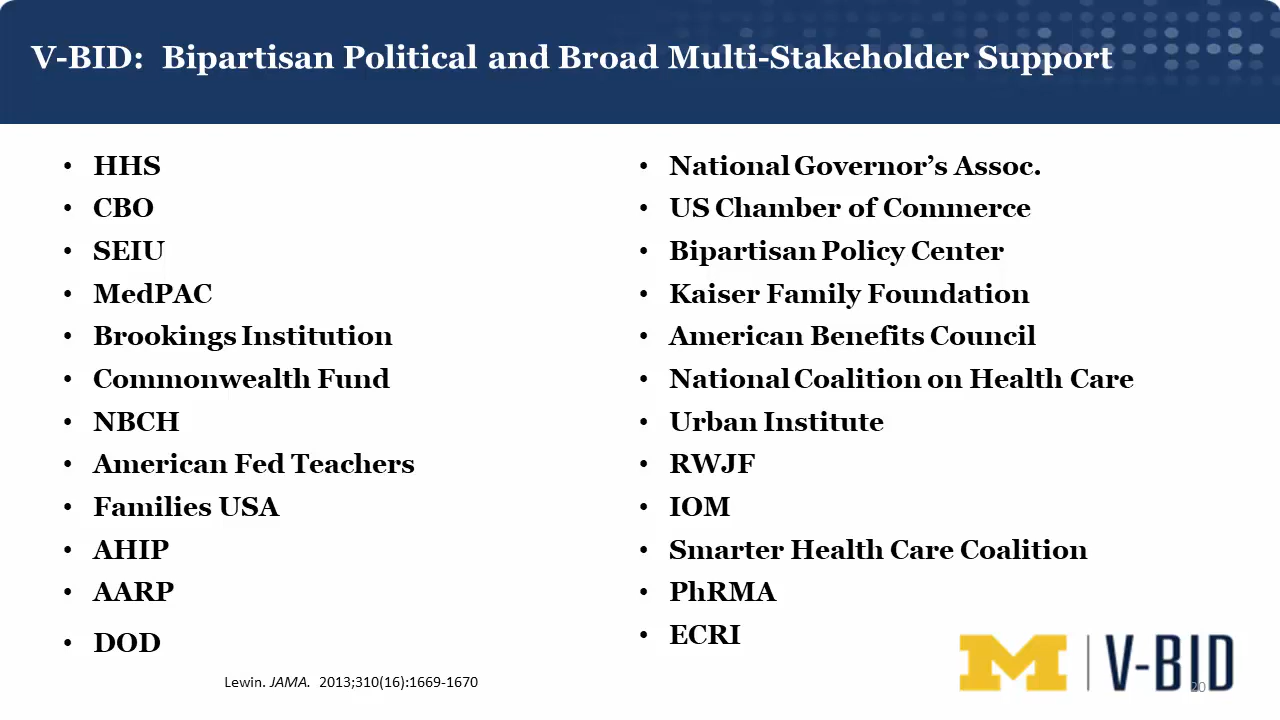 V-BID: Bipartisan Political and Broad Multi-Stakeholder Support
• HHS
• CBO
• SEIU
• MedPAC
• Brookings Institution
• Commonwealth Fund
• NBCH
• American Fed Teachers
• Families USA
• AHIP
• AARP
• DOD
• National Governor’s Assoc.
• US Chamber of Commerce
• Bipartisan Policy Center
• Kaiser Family Foundation
• American Benefits Council
• National Coalition on Health Care
• Urban Institute
• RWJF
• IOM
• Smarter Health Care Coalition
• PhRMA
• ECRI
Lewin. JAMA. 2013;310(16):1669-1670
M | V-BID
20